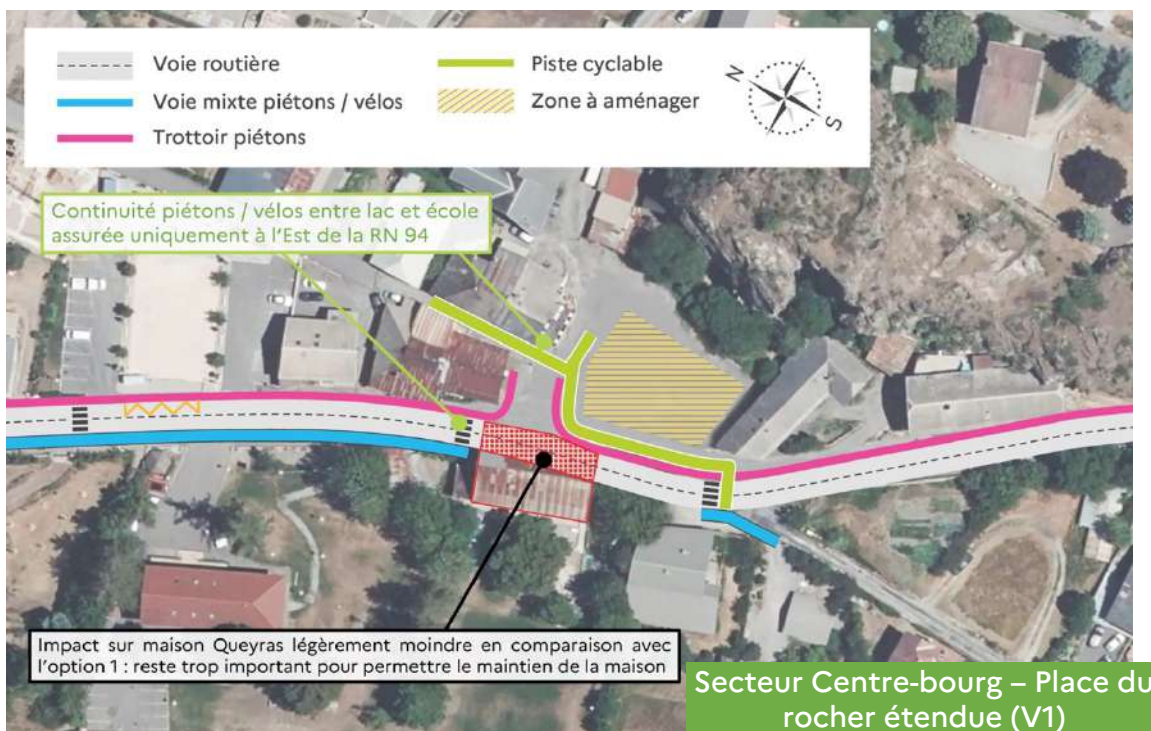 Voie routière
Voie mixte piétons / vélos
Trottoir piétons
Piste cyclable
Zone à aménager
N
S
Continuité piétons / vélos entre lac et école
assurée uniquement à l'Est de la RN 94
Impact sur maison Queyras légèrement moindre en comparaison avec
l'option 1 : reste trop important pour permettre le maintien de la maison
Secteur Centre-bourg – Place du
rocher étendue (V1)